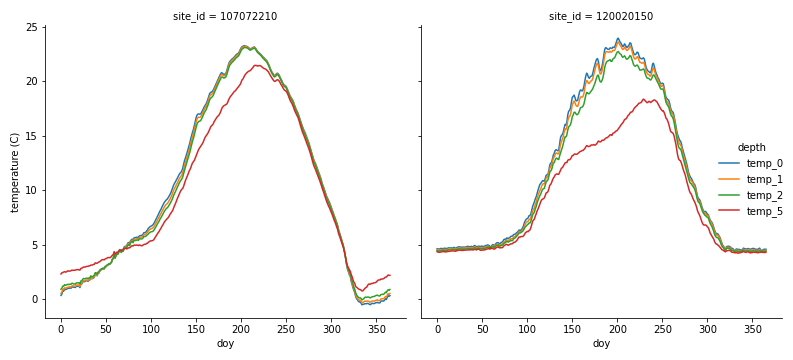 site_id = 107072210
site_id = 120020150
temperature (C)
25
20
15
10
5
0
depth
temp_0
temp_1
temp_2
temp_5
0 50 100 150 200 250 300 350
0 50 100 150 200 250 300 350
doy
doy